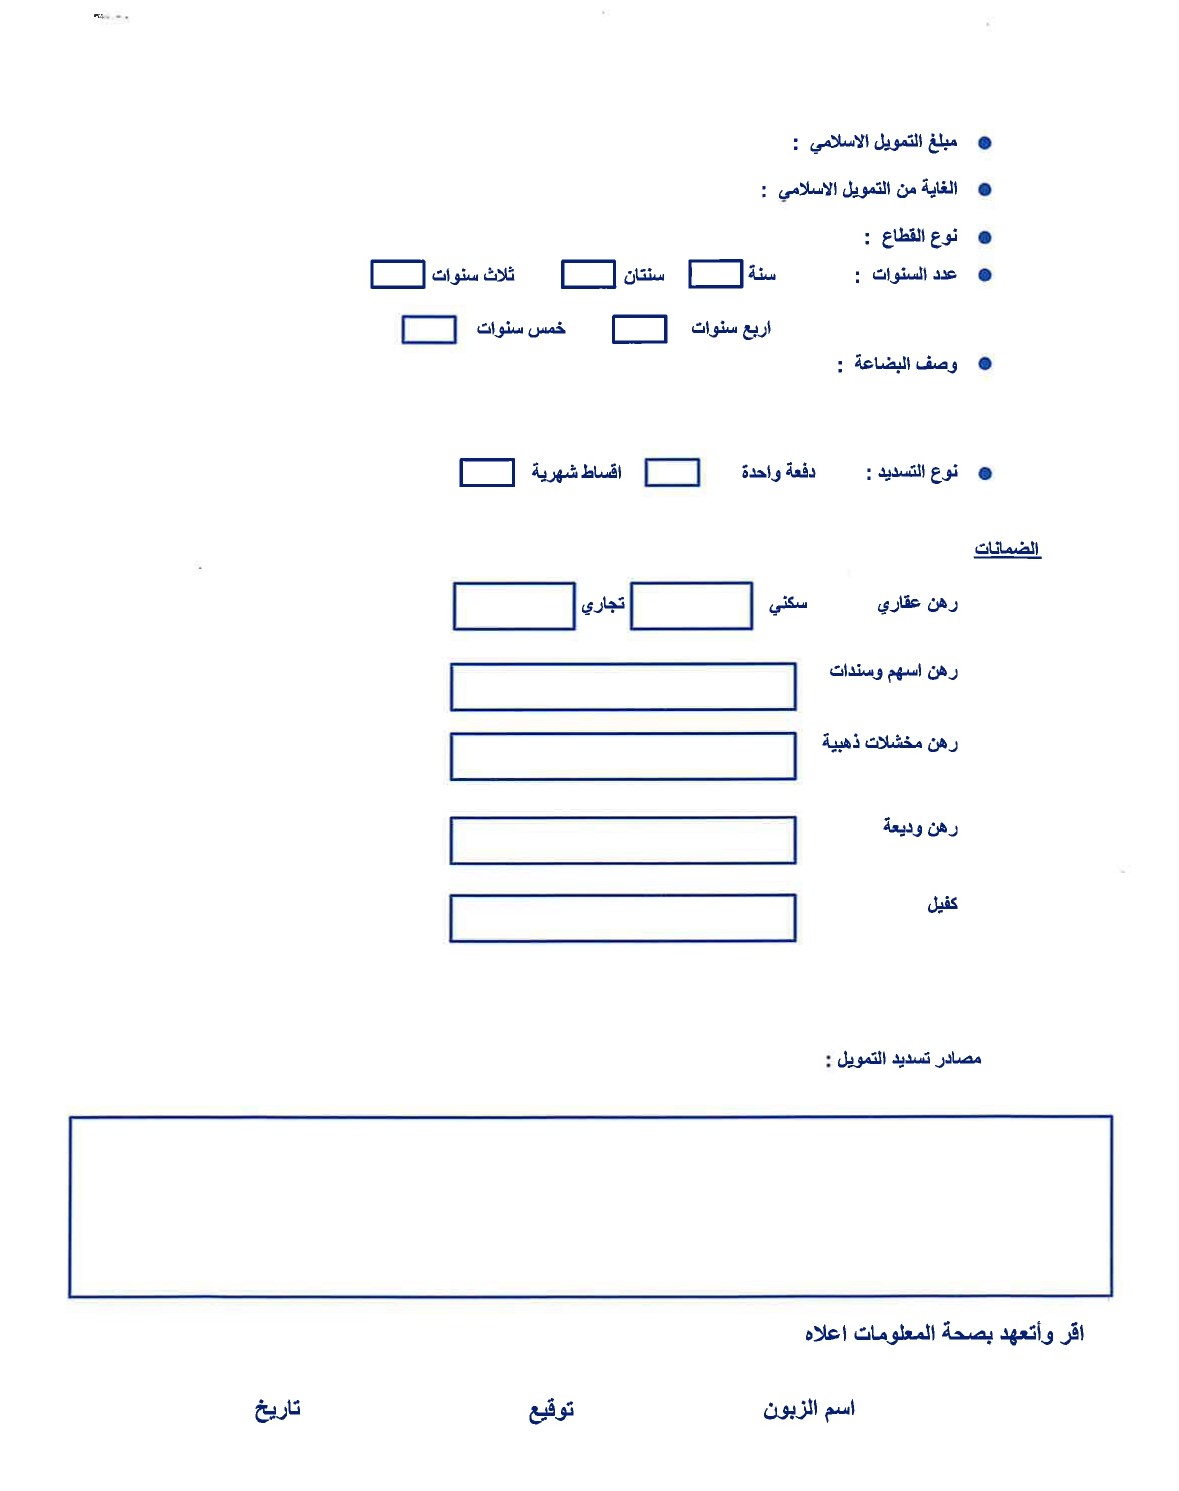 مبلغ التمويل الاسلامي :
الغاية من التمويل الاسلامي :
نوع القطاع :
عدد السنوات : سنة سنتان ثلاث سنوات
اربع سنوات خمس سنوات
وصف البضاعة :
نوع التسديد : دفعة واحدة اقساط شهرية
الضمانات
رهن عقاري سكني تجاري
رهن اسهم وسندات
رهن مخشلات ذهبية
رهن وديعة
كفيل
مصادر تسديد التمويل :
اقر وأتعهد بصحة المعلومات اعلاه
اسم الزبون توقيع تاريخ